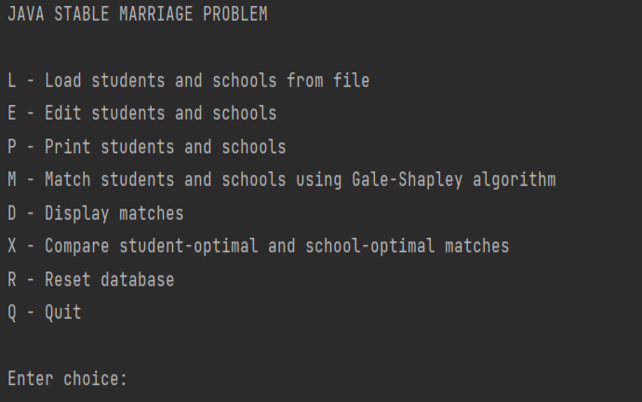 JAVA STABLE MARRIAGE PROBLEM
L - Load students and schools from file
E - Edit students and schools
P - Print students and schools
M - Match students and schools using Gale-Shapley algorithm
D - Display matches
X - Compare student-optimal and school-optimal matches
R - Reset database
Q - Quit
Enter choice: